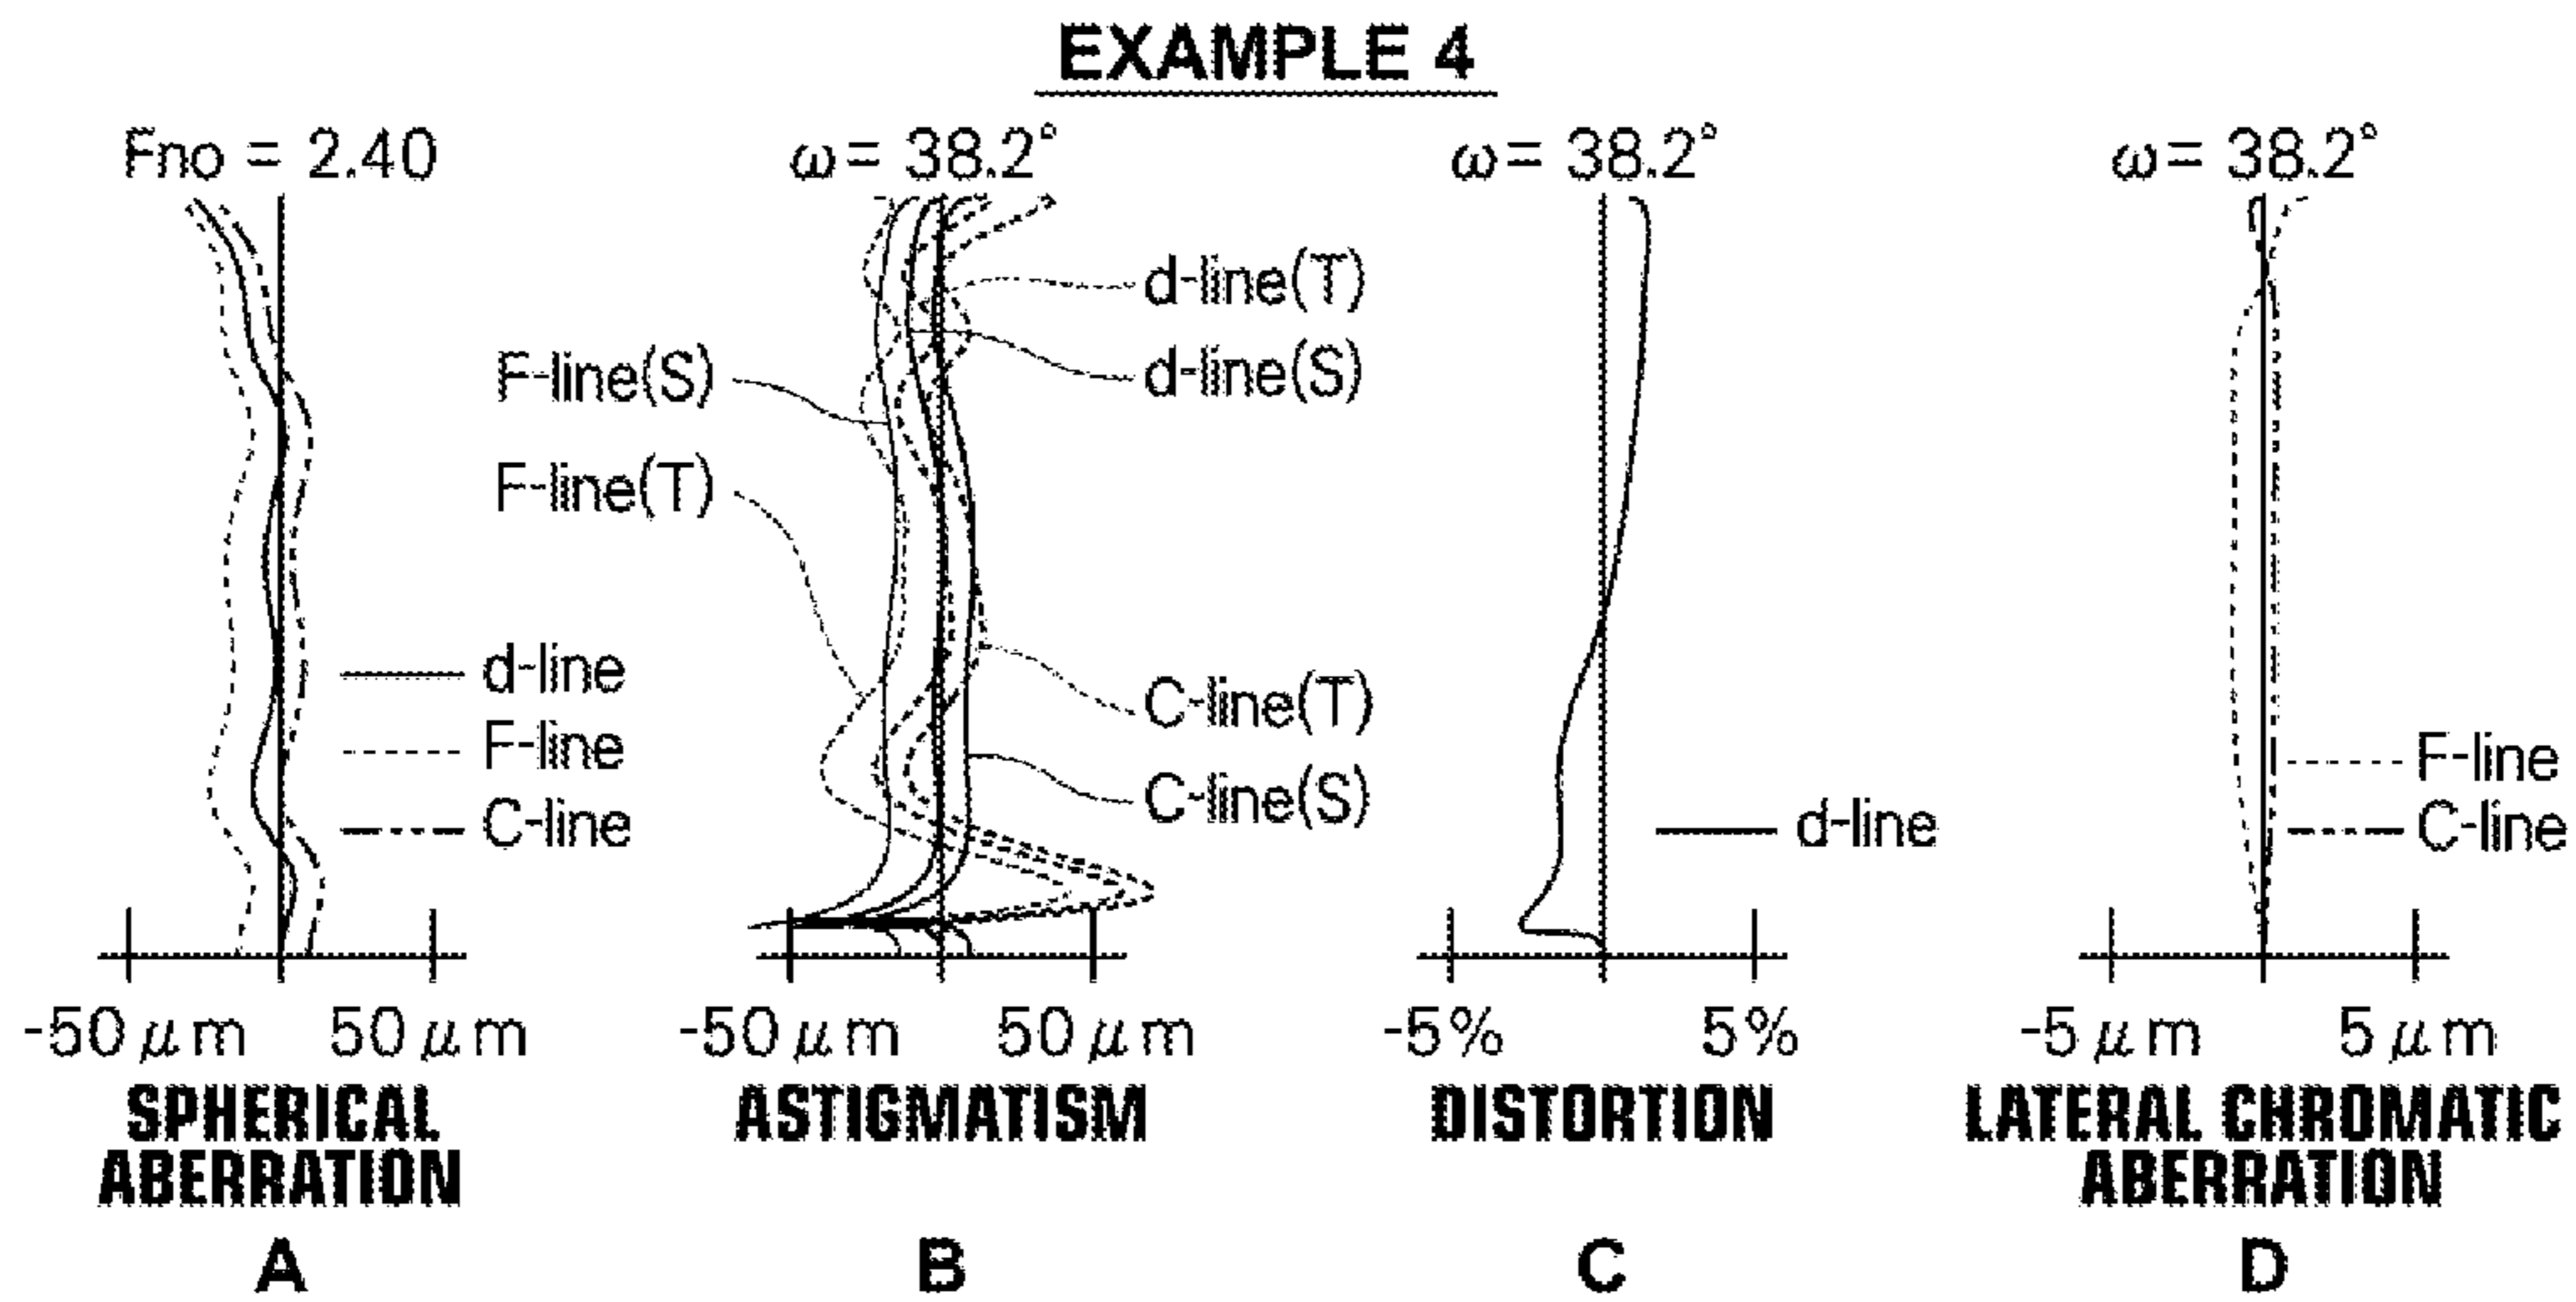 EXAMPLE 4
Fno = 2.40
ω= 38.2°
ω= 38.2°
ω= 38.2°
d-line(T)
F-line(S)
d-line(S)
F-line(T)
d-line
C-line(T)
F-line
F-line
C-line(S)
C-line
d-line
C-line
-50 μm
50 μm
-50 μm
50 μm
-5%
5%
-5 μm
5 μm
SPHERICAL
ABERRATION
ASTIGMATISM
DISTORTION
LATERAL CHROMATIC
ABERRATION
A
B
C
D